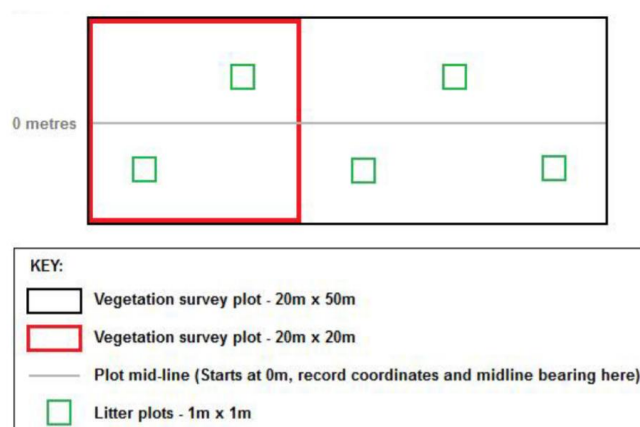 0 metres
KEY:
Vegetation survey plot - 20m x 50m
Vegetation survey plot - 20m x 20m
Plot mid-line (Starts at 0m, record coordinates and midline bearing here)
Litter plots - 1m x 1m